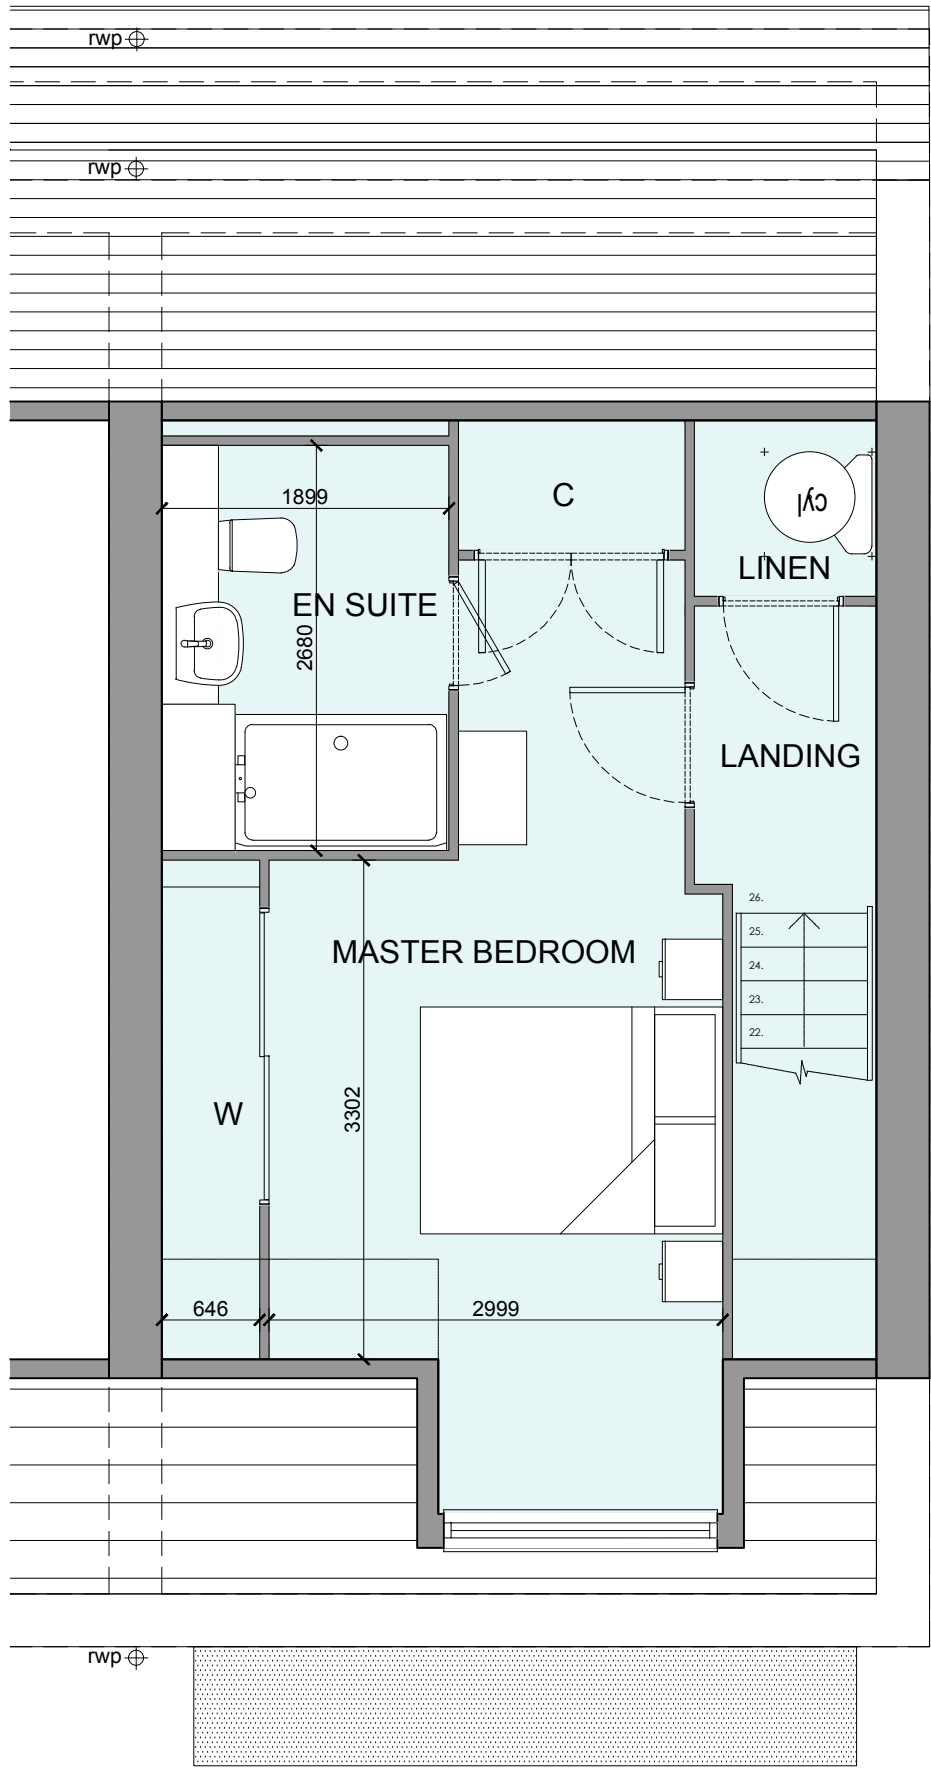 rwp
rwp
1899
C
cyl
LINEN
EN SUITE
2680
LANDING
26.
25.
24.
23.
22.
MASTER BEDROOM
W
3302
646
2999
rwp